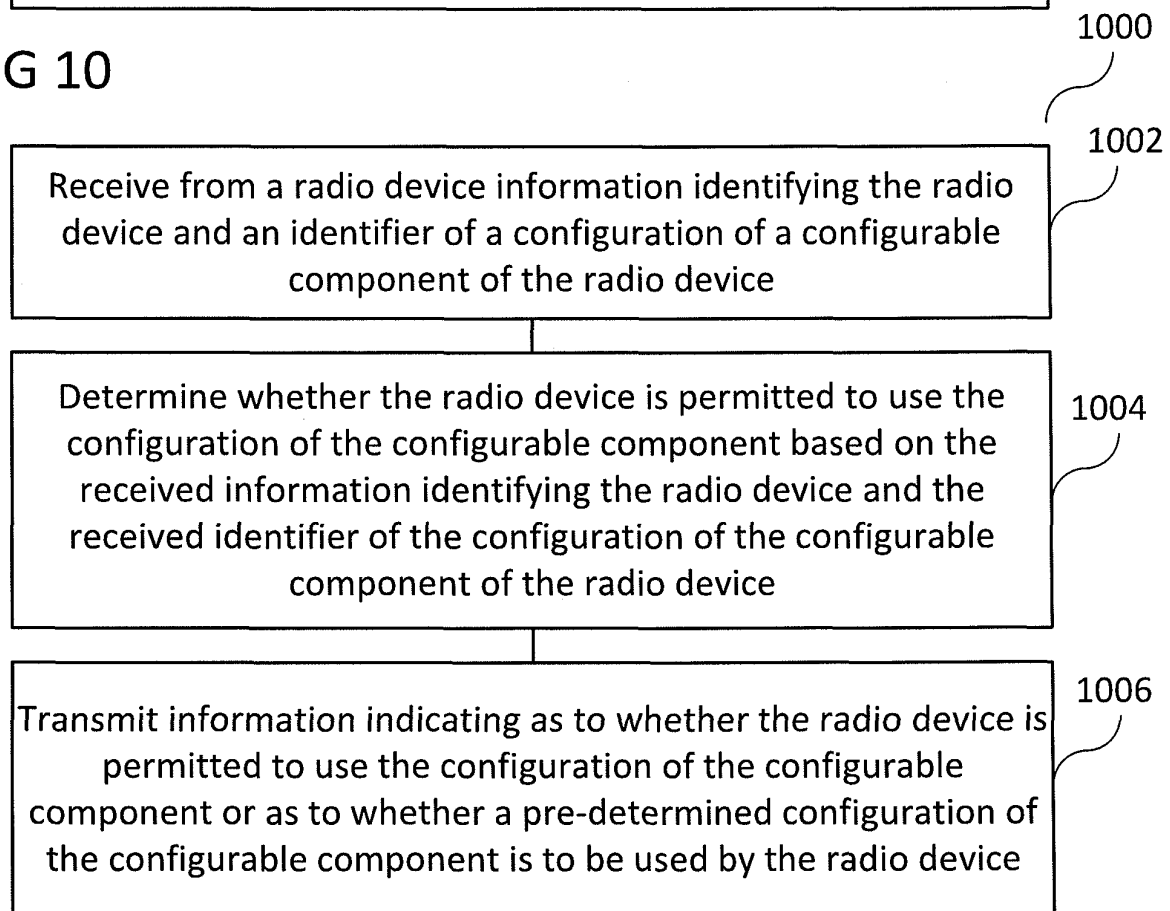 1000
G 10
1002
Receive from a radio device information identifying the radio
device and an identifier of a configuration of a configurable
component of the radio device
Determine whether the radio device is permitted to use the
configuration of the configurable component based on the
received information identifying the radio device and the
received identifier of the configuration of the configurable
component of the radio device
1004
Transmit information indicating as to whether the radio device is
permitted to use the configuration of the configurable
component or as to whether a pre-determined configuration of
the configurable component is to be used by the radio device
1006